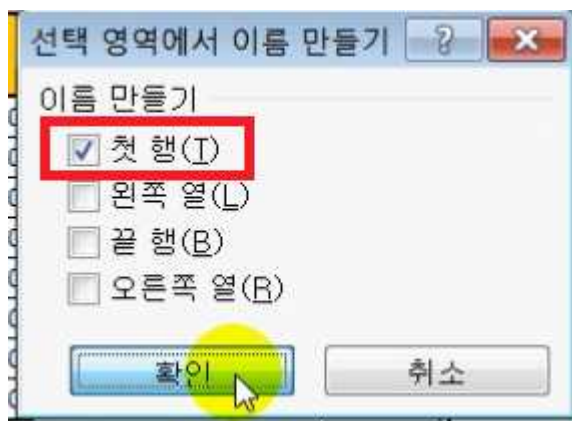 선택 영역에서 이름 만들기
이름 만들기
첫 행(T)
왼쪽 열(L)
끝 행(B)
오른쪽 열(R)
확인 취소